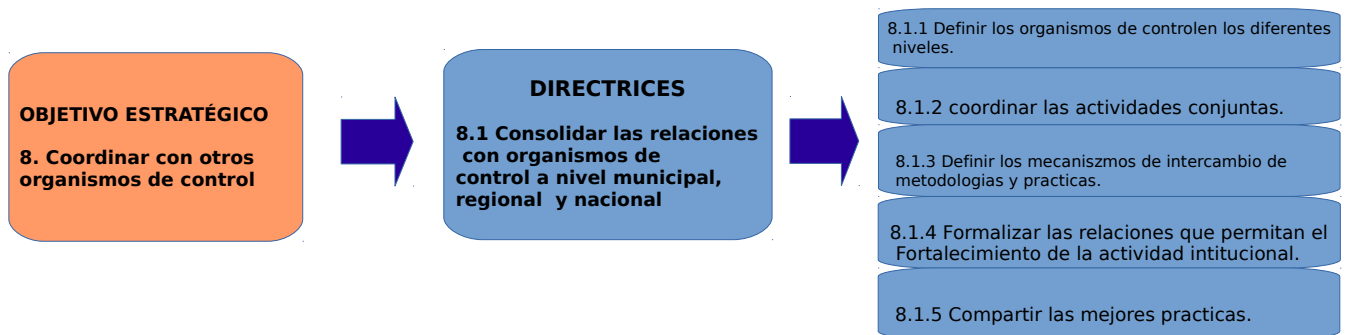 OBJETIVO ESTRATÉGICO
8. Coordinar con otros
organismos de control
DIRECTRICES
8.1 Consolidar las relaciones
con organismos de
control a nivel municipal,
regional y nacional
8.1.1 Definir los organismos de controlen los diferentes
niveles.
8.1.2 coordinar las actividades conjuntas.
8.1.3 Definir los mecaniszmos de intercambio de
metodologias y practicas.
8.1.4 Formalizar las relaciones que permitan el
Fortalecimiento de la actividad intitucional.
8.1.5 Compartir las mejores practicas.